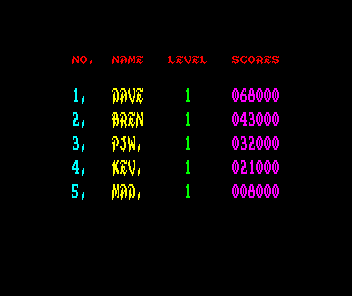 NO. NAME LEVEL SCORES
1, DAVE 1 068000
2, BREN 1 043000
3, PJW. 1 032000
4, KEV. 1 021000
5, MAD. 1 008000